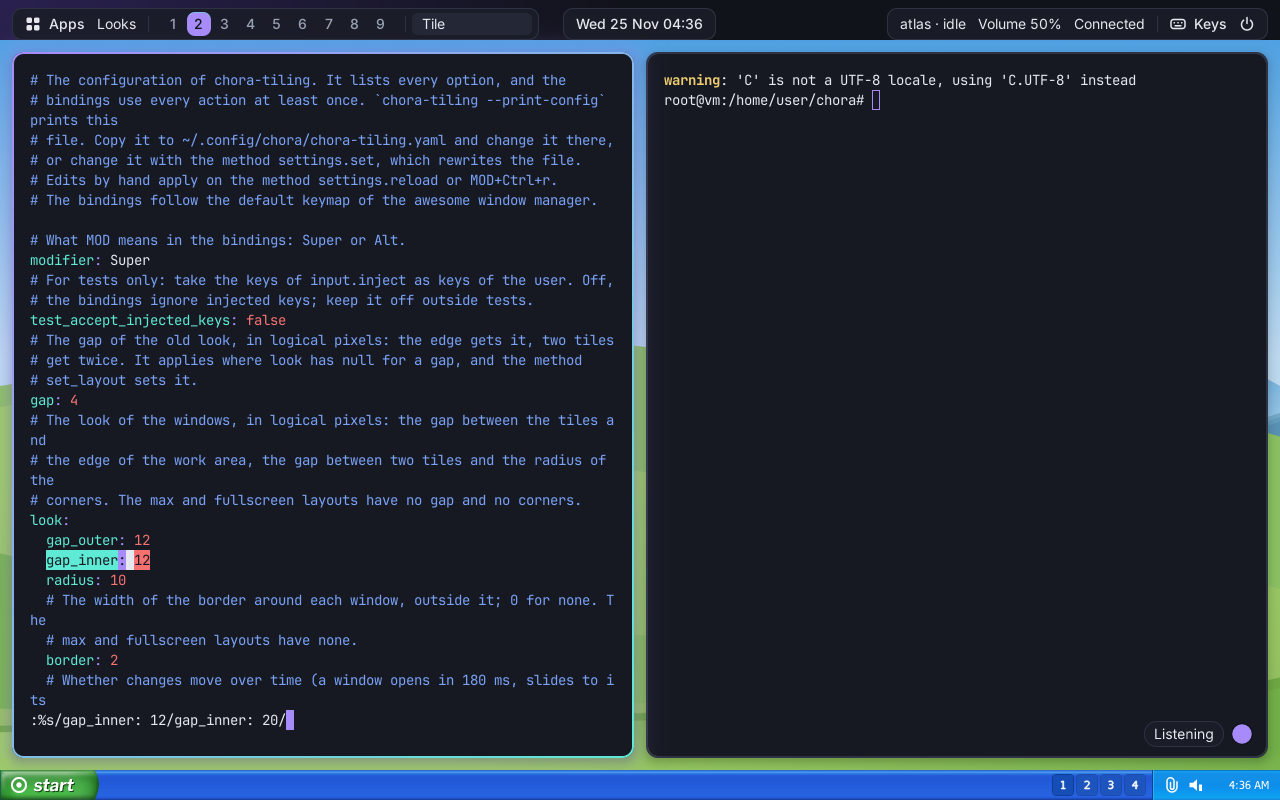 Apps Looks 1 2 3 4 5 6 7 8 9 Tile Wed 25 Nov 04:36 atlas · idle Volume 50% Connected Keys
# The configuration of chora-tiling. It lists every option, and the
# bindings use every action at least once. `chora-tiling --print-config`
prints this
# file. Copy it to ~/.config/chora/chora-tiling.yaml and change it there,
# or change it with the method settings.set, which rewrites the file.
# Edits by hand apply on the method settings.reload or MOD+Ctrl+r.
# The bindings follow the default keymap of the awesome window manager.
# What MOD means in the bindings: Super or Alt.
modifier: Super
# For tests only: take the keys of input.inject as keys of the user. Off,
# the bindings ignore injected keys; keep it off outside tests.
test_accept_injected_keys: false
# The gap of the old look, in logical pixels: the edge gets it, two tiles
# get twice. It applies where look has null for a gap, and the method
# set_layout sets it.
gap: 4
# The look of the windows, in logical pixels: the gap between the tiles a
nd
# the edge of the work area, the gap between two tiles and the radius of
the
# corners. The max and fullscreen layouts have no gap and no corners.
look:
gap_outer: 12
gap_inner: 12
radius: 10
# The width of the border around each window, outside it; 0 for none. T
he
# max and fullscreen layouts have none.
border: 2
# Whether changes move over time (a window opens in 180 ms, slides to i
ts
:%s/gap_inner: 12/gap_inner: 20/
warning: 'C' is not a UTF-8 locale, using 'C.UTF-8' instead
root@vm:/home/user/chora#
Listening
start 1 2 3 4 4:36 AM